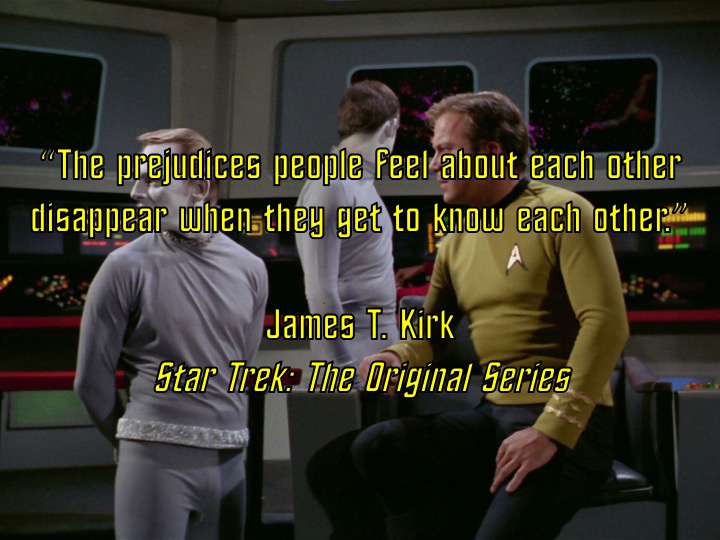 “The prejudices people feel about each other
disappear when they get to know each other.”
James T. Kirk
Star Trek: The Original Series